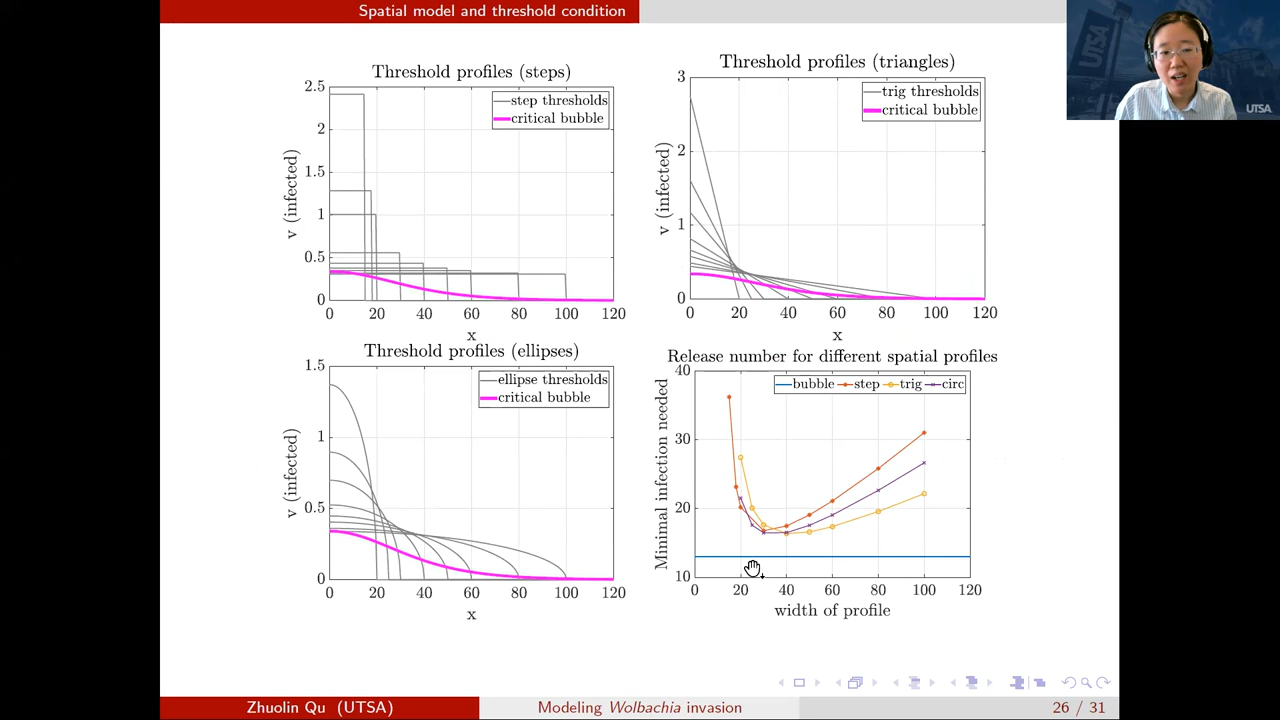 Spatial model and threshold condition
UTSA
UTSA
Threshold profiles (steps)
2.5
2
1.5
1
0.5
0
v (infected)
step thresholds
critical bubble
0 20 40 60 80 100 120
x
Threshold profiles (triangles)
3
2
1
0
v (infected)
trig thresholds
critical bubble
0 20 40 60 80 100 120
x
Threshold profiles (ellipses)
1.5
1
0.5
0
v (infected)
ellipse thresholds
critical bubble
0 20 40 60 80 100 120
x
Release number for different spatial profiles
40
30
20
10
Minimal infection needed
bubble step trig circ
0 20 40 60 80 100 120
width of profile
Zhuolin Qu (UTSA) Modeling Wolbachia invasion 26 / 31